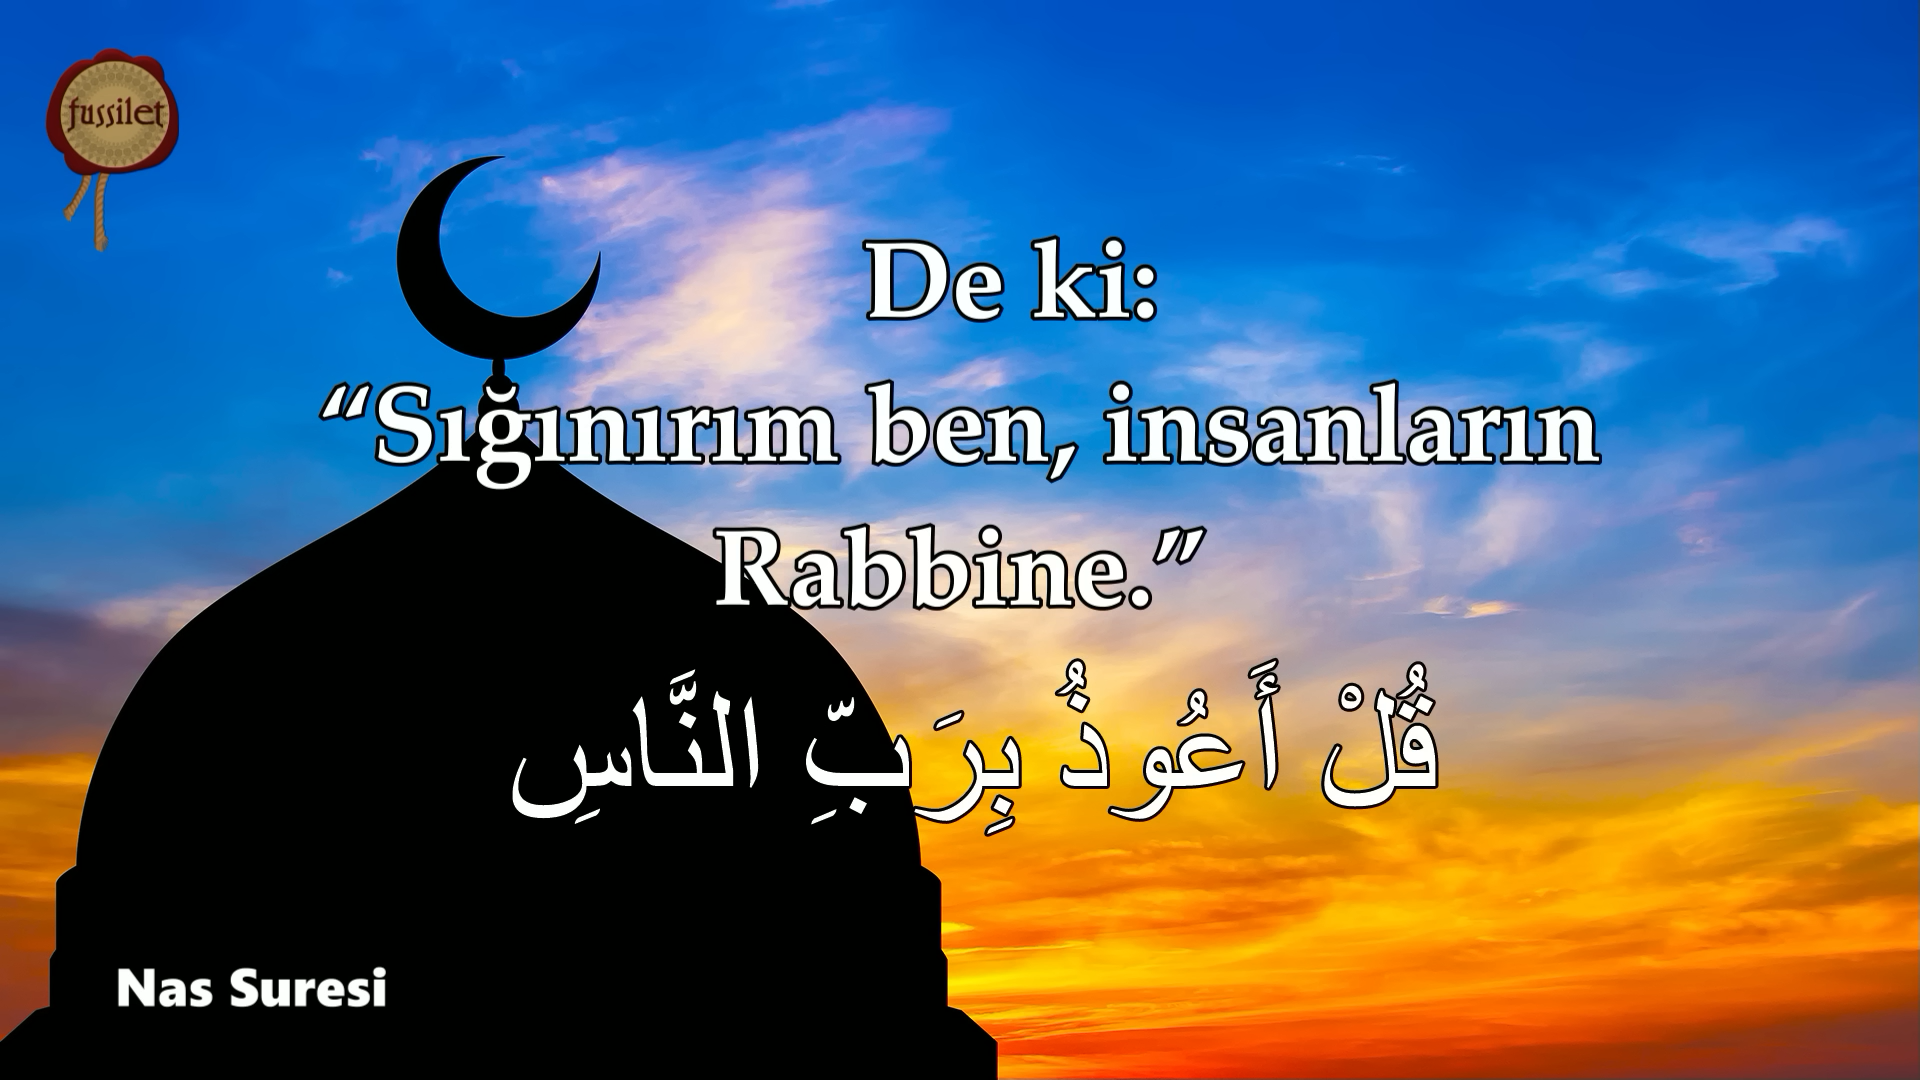 fussilet
De ki:
“Sığınırım ben, insanların
Rabbine.”
قُلْ أَعُوذُ بِرَبِّ النَّاسِ
Nas Suresi